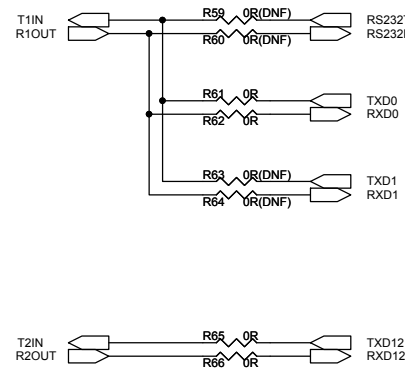 T1IN R59 0R(DNF)
R1OUT R60 0R(DNF)
R61 0R TXD0
R62 0R RXD0
R63 0R(DNF) TXD1
R64 0R(DNF) RXD1
T2IN R65 0R TXD12
R2OUT R66 0R RXD12